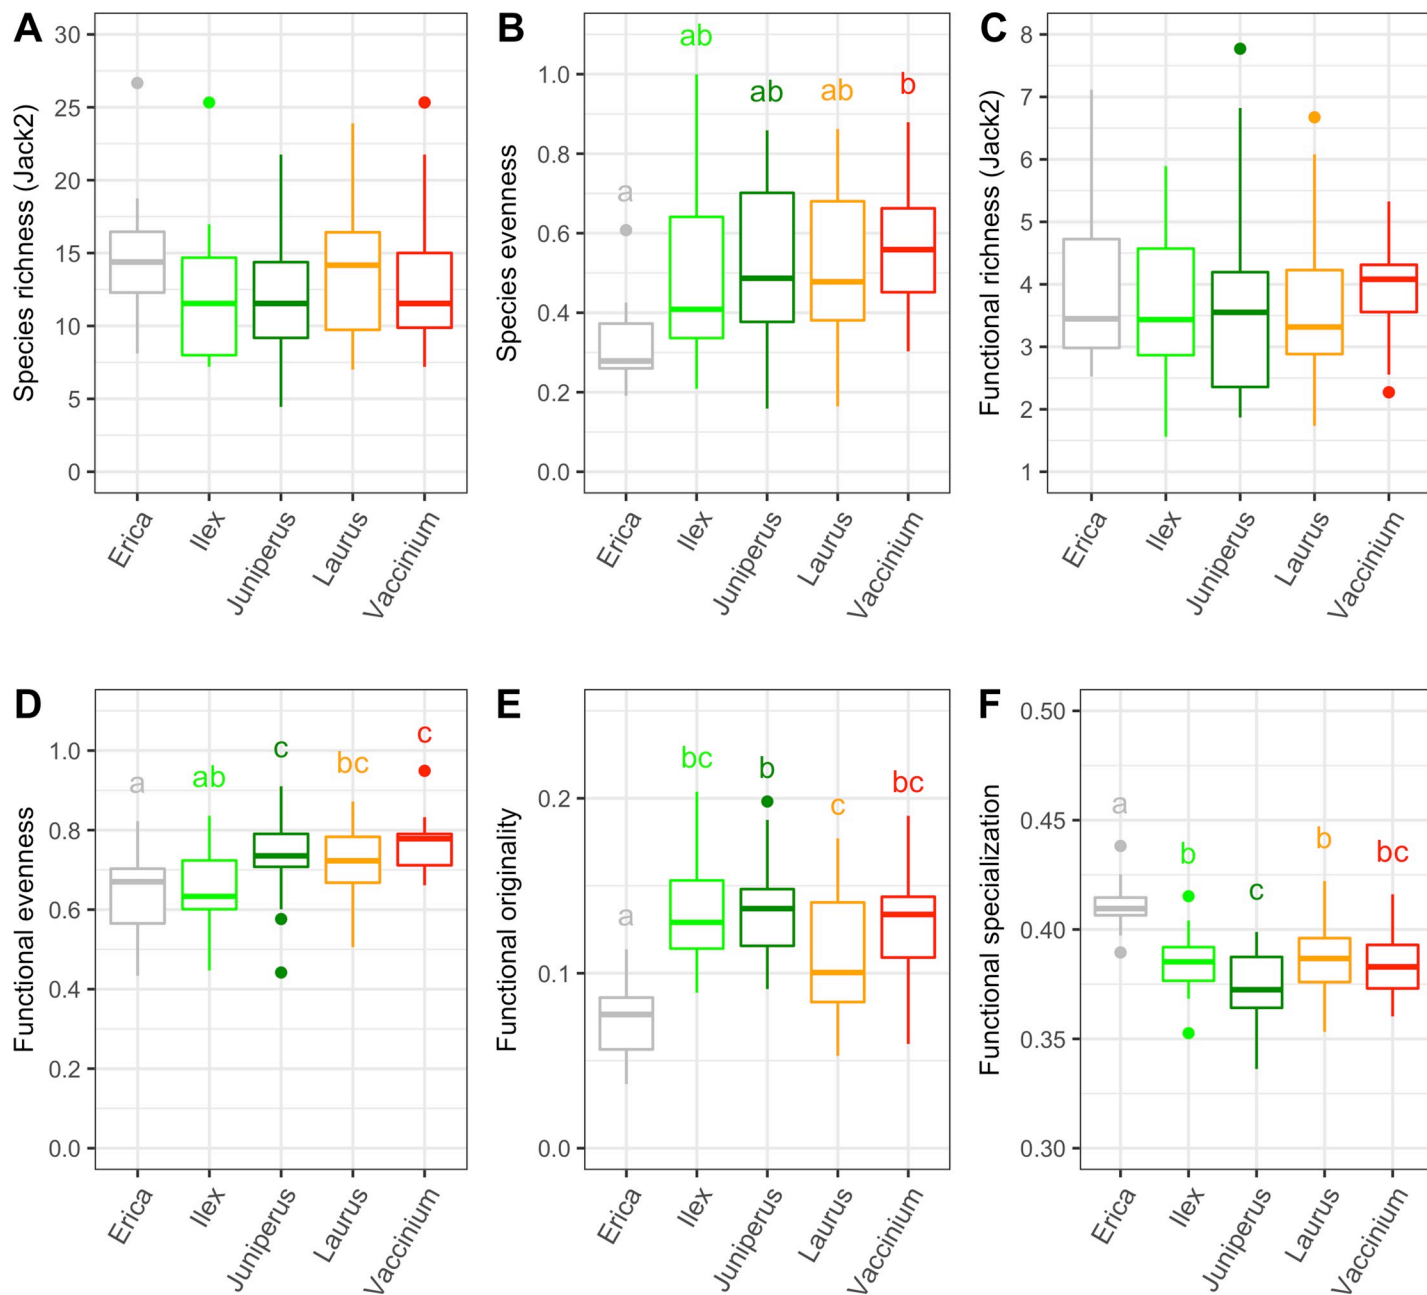 A
Species richness (Jack2)
30
25
20
15
10
5
0
Erica
Ilex
Juniperus
Laurus
Vaccinium
B
Species evenness
1.0
0.8
0.6
0.4
0.2
0.0
a
ab
ab
ab
b
Erica
Ilex
Juniperus
Laurus
Vaccinium
C
Functional richness (Jack2)
8
7
6
5
4
3
2
1
Erica
Ilex
Juniperus
Laurus
Vaccinium
D
Functional evenness
1.0
0.8
0.6
0.4
0.2
0.0
a
ab
c
bc
c
Erica
Ilex
Juniperus
Laurus
Vaccinium
E
Functional originality
0.2
0.1
0.0
a
bc
b
c
bc
Erica
Ilex
Juniperus
Laurus
Vaccinium
F
Functional specialization
0.50
0.45
0.40
0.35
0.30
a
b
c
b
bc
Erica
Ilex
Juniperus
Laurus
Vaccinium